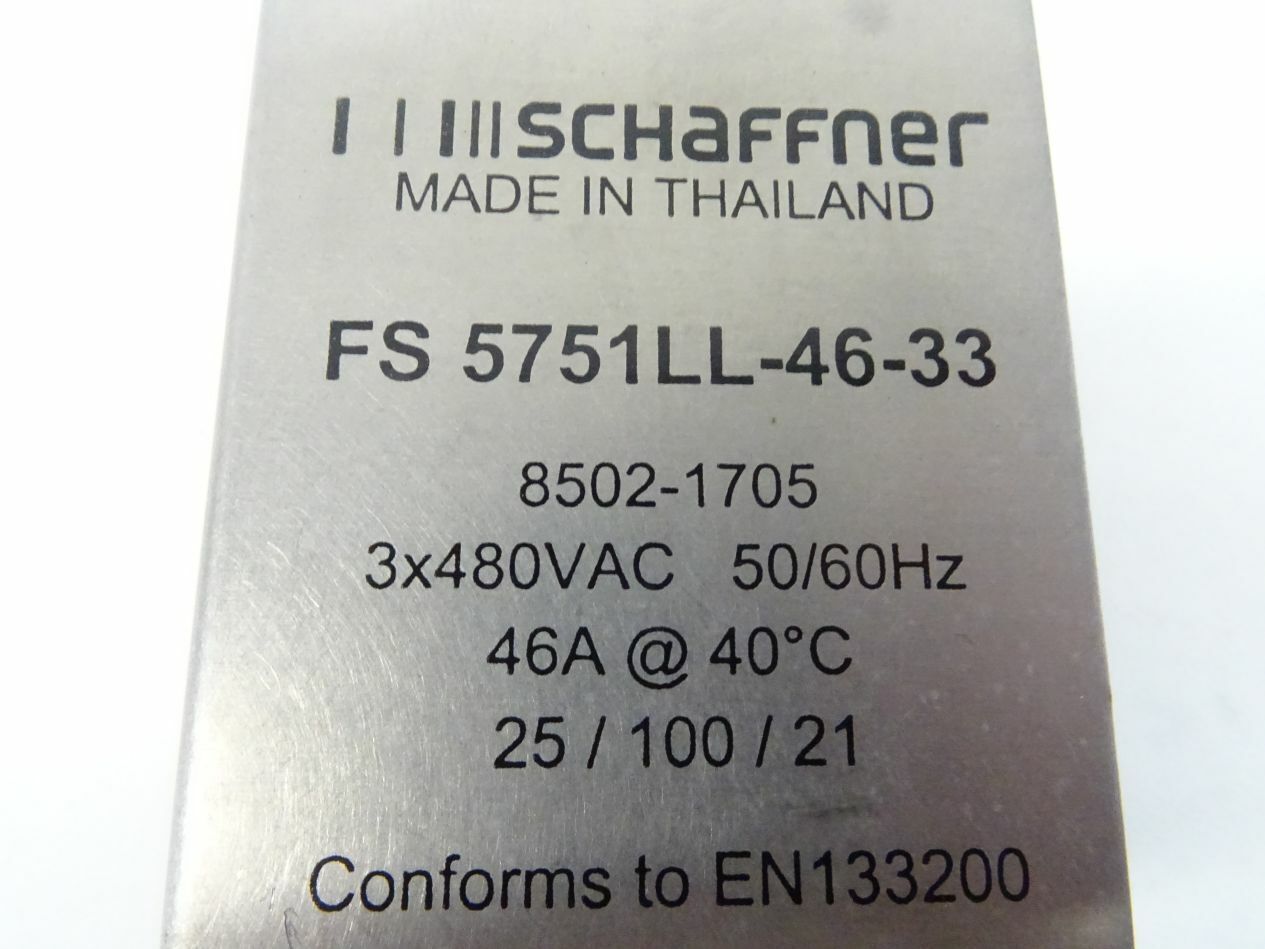 SCHAFFNER
MADE IN THAILAND
FS 5751LL-46-33
8502-1705
3x480VAC 50/60Hz
46A @ 40°C
25 / 100 / 21
Conforms to EN133200